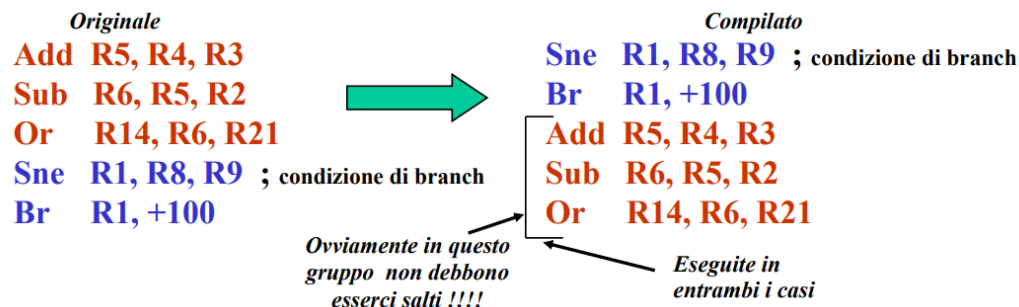 Originale
Add R5, R4, R3
Sub R6, R5, R2
Or R14, R6, R21
Sne R1, R8, R9 ; condizione di branch
Br R1, +100
Compilato
Sne R1, R8, R9 ; condizione di branch
Br R1, +100
Add R5, R4, R3
Sub R6, R5, R2
Or R14, R6, R21
Ovviamente in questo
gruppo non debbono
esserci salti !!!!
Eseguite in
entrambi i casi